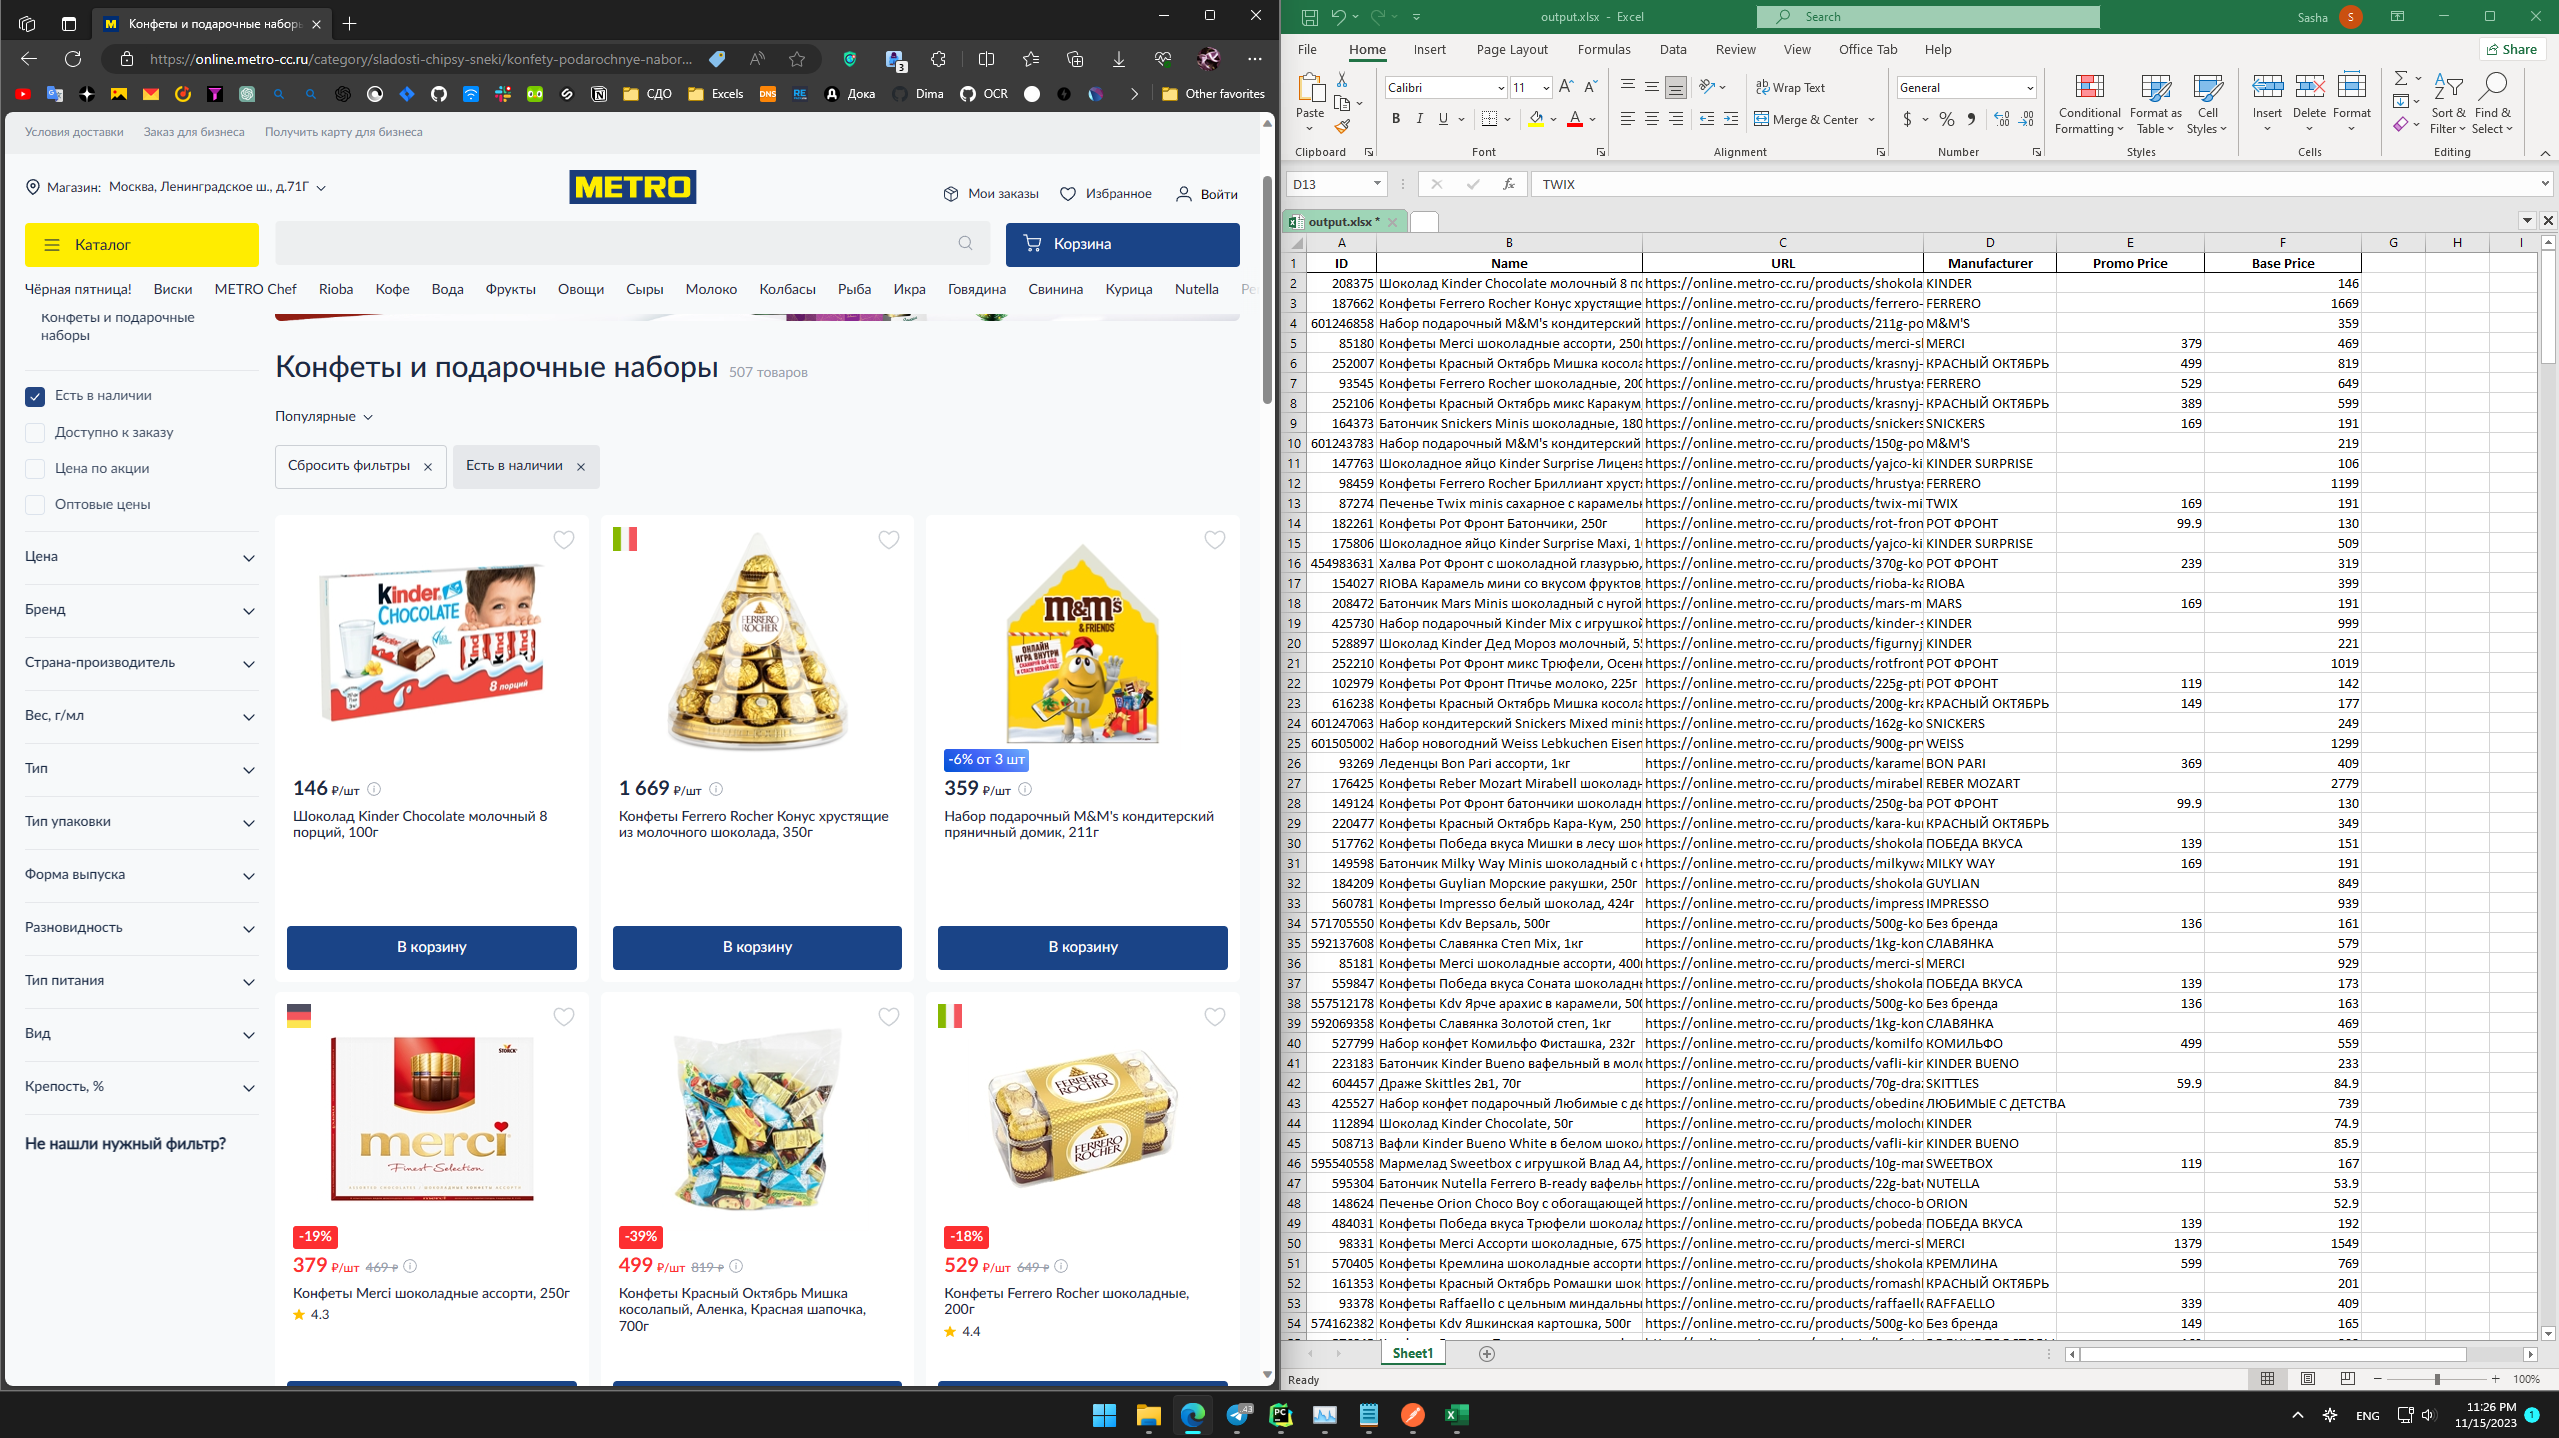 Конфеты и подарочные наборы
https://online.metro-cc.ru/category/sladosti-chipsy-sneki/konfety-podarochnye-nabor...
СДО
Excels
Дока
Dima
OCR
Other favorites
Условия доставки
Заказ для бизнеса
Получить карту для бизнеса
Магазин: Москва, Ленинградское ш., д.71Г
METRO
Мои заказы
Избранное
Войти
Каталог
Корзина
Чёрная пятница! Виски METRO Chef Rioba Кофе Вода Фрукты Овощи Сыры Молоко Колбасы Рыба Икра Говядина Свинина Курица Nutella
Конфеты и подарочные
наборы
Есть в наличии
Доступно к заказу
Цена по акции
Оптовые цены
Цена
Бренд
Страна-производитель
Вес, г/мл
Тип
Тип упаковки
Форма выпуска
Разновидность
Тип питания
Вид
Крепость, %
Не нашли нужный фильтр?
Конфеты и подарочные наборы 507 товаров
Популярные
Сбросить фильтры ×
Есть в наличии ×
Kinder CHOCOLATE
8 порций
FERRERO ROCHER
m&m's & FRIENDS
-6% от 3 шт
146 ₽/шт
Шоколад Kinder Chocolate молочный 8
порций, 100г
В корзину
1 669 ₽/шт
Конфеты Ferrero Rocher Конус хрустящие
из молочного шоколада, 350г
В корзину
359 ₽/шт
Набор подарочный M&M's кондитерский
пряничный домик, 211г
В корзину
STORCK
merci
Finest Selection
-19%
379 ₽/шт 469 ₽
Конфеты Merci шоколадные ассорти, 250г
4.3
-39%
499 ₽/шт 819 ₽
Конфеты Красный Октябрь Мишка
косолапый, Аленка, Красная шапочка,
700г
FERRERO ROCHER
FERRERO ROCHER
-18%
529 ₽/шт 649 ₽
Конфеты Ferrero Rocher шоколадные,
200г
4.4
output.xlsx - Excel
Search
Sasha S
File Home Insert Page Layout Formulas Data Review View Office Tab Help
Share
Paste
Calibri 11
B I U
Wrap Text
Merge & Center
General
Conditional Formatting
Format as Table
Cell Styles
Insert Delete Format
Sort & Filter
Find & Select
Clipboard Font Alignment Number Styles Cells Editing
D13 fx TWIX
output.xlsx *
A B C D E F G H I
1 ID Name URL Manufacturer Promo Price Base Price
2 208375 Шоколад Kinder Chocolate молочный 8 https://online.metro-cc.ru/products/shokola KINDER 146
3 187662 Конфеты Ferrero Rocher Конус хрустящие https://online.metro-cc.ru/products/ferrero- FERRERO 1669
4 601246858 Набор подарочный M&M's кондитерский https://online.metro-cc.ru/products/211g-po M&M'S 359
5 85180 Конфеты Merci шоколадные ассорти, 250 https://online.metro-cc.ru/products/merci-s MERCI 379 469
6 252007 Конфеты Красный Октябрь Мишка косола https://online.metro-cc.ru/products/krasnyj- КРАСНЫЙ ОКТЯБРЬ 499 819
7 93545 Конфеты Ferrero Rocher шоколадные, 200 https://online.metro-cc.ru/products/hrustya FERRERO 529 649
8 252106 Конфеты Красный Октябрь микс Каракум https://online.metro-cc.ru/products/krasnyj- КРАСНЫЙ ОКТЯБРЬ 389 599
9 164373 Батончик Snickers Minis шоколадные, 180 https://online.metro-cc.ru/products/snickers SNICKERS 169 191
10 601243783 Набор подарочный M&M's кондитерский https://online.metro-cc.ru/products/150g-po M&M'S 219
11 147763 Шоколадное яйцо Kinder Surprise Лиценз https://online.metro-cc.ru/products/yajco-ki KINDER SURPRISE 106
12 98459 Конфеты Ferrero Rocher Бриллиант хруст https://online.metro-cc.ru/products/hrustya FERRERO 1199
13 87274 Печенье Twix minis сахарное с карамель https://online.metro-cc.ru/products/twix-mi TWIX 169 191
14 182261 Конфеты Рот Фронт Батончики, 250г https://online.metro-cc.ru/products/rot-fron РОТ ФРОНТ 99.9 130
15 175806 Шоколадное яйцо Kinder Surprise Maxi, 1 https://online.metro-cc.ru/products/yajco-ki KINDER SURPRISE 509
16 454983631 Халва Рот Фронт с шоколадной глазурью, https://online.metro-cc.ru/products/370g-ko РОТ ФРОНТ 239 319
17 154027 RIOBA Карамель мини со вкусом фруктов https://online.metro-cc.ru/products/rioba-ka RIOBA 399
18 208472 Батончик Mars Minis шоколадный с нугой https://online.metro-cc.ru/products/mars-m MARS 169 191
19 425730 Набор подарочный Kinder Mix с игрушкой https://online.metro-cc.ru/products/kinder-s KINDER 999
20 528897 Шоколад Kinder Дед Мороз молочный, 5 https://online.metro-cc.ru/products/figurnyj KINDER 221
21 252210 Конфеты Рот Фронт микс Трюфели, Осен https://online.metro-cc.ru/products/rotfront РОТ ФРОНТ 1019
22 102979 Конфеты Рот Фронт Птичье молоко, 225г https://online.metro-cc.ru/products/225g-pti РОТ ФРОНТ 119 142
23 616238 Конфеты Красный Октябрь Мишка косола https://online.metro-cc.ru/products/200g-kra КРАСНЫЙ ОКТЯБРЬ 149 177
24 601247063 Набор кондитерский Snickers Mixed minis https://online.metro-cc.ru/products/162g-ko SNICKERS 249
25 601505002 Набор новогодний Weiss Lebkuchen Eisen https://online.metro-cc.ru/products/900g-pr WEISS 1299
26 93269 Леденцы Bon Pari ассорти, 1кг https://online.metro-cc.ru/products/karamel BON PARI 369 409
27 176425 Конфеты Reber Mozart Mirabell шоколадн https://online.metro-cc.ru/products/mirabel REBER MOZART 2779
28 149124 Конфеты Рот Фронт батончики шоколадн https://online.metro-cc.ru/products/250g-ba РОТ ФРОНТ 99.9 130
29 220477 Конфеты Красный Октябрь Кара-Кум, 250 https://online.metro-cc.ru/products/kara-ku КРАСНЫЙ ОКТЯБРЬ 349
30 517762 Конфеты Победа вкуса Мишки в лесу шок https://online.metro-cc.ru/products/shokola ПОБЕДА ВКУСА 139 151
31 149598 Батончик Milky Way Minis шоколадный с https://online.metro-cc.ru/products/milkywa MILKY WAY 169 191
32 184209 Конфеты Guylian Морские ракушки, 250г https://online.metro-cc.ru/products/shokola GUYLIAN 849
33 560781 Конфеты Impresso белый шоколад, 424г https://online.metro-cc.ru/products/impress IMPRESSO 939
34 571705550 Конфеты Kdv Версаль, 500г https://online.metro-cc.ru/products/500g-ko Без бренда 136 161
35 592137608 Конфеты Славянка Степ Mix, 1кг https://online.metro-cc.ru/products/1kg-kon СЛАВЯНКА 579
36 85181 Конфеты Merci шоколадные ассорти, 400 https://online.metro-cc.ru/products/merci-s MERCI 929
37 559847 Конфеты Победа вкуса Соната шоколадн https://online.metro-cc.ru/products/shokola ПОБЕДА ВКУСА 139 173
38 557512178 Конфеты Kdv Ярче арахис в карамели, 500 https://online.metro-cc.ru/products/500g-ko Без бренда 136 163
39 592069358 Конфеты Славянка Золотой степ, 1кг https://online.metro-cc.ru/products/1kg-kon СЛАВЯНКА 469
40 527799 Набор конфет Комильфо Фисташка, 232г https://online.metro-cc.ru/products/komilfo КОМИЛЬФО 499 559
41 223183 Батончик Kinder Bueno вафельный в мол https://online.metro-cc.ru/products/vafli-kin KINDER BUENO 233
42 604457 Драже Skittles 2в1, 70г https://online.metro-cc.ru/products/70g-dra SKITTLES 59.9 84.9
43 425527 Набор конфет подарочный Любимые с де https://online.metro-cc.ru/products/obedine ЛЮБИМЫЕ С ДЕТСТВА 739
44 112894 Шоколад Kinder Chocolate, 50г https://online.metro-cc.ru/products/moloch KINDER 74.9
45 508713 Вафли Kinder Bueno White в белом шоко https://online.metro-cc.ru/products/vafli-kin KINDER BUENO 85.9
46 595540558 Мармелад Sweetbox с игрушкой Влад А4, https://online.metro-cc.ru/products/10g-mar SWEETBOX 119 167
47 595304 Батончик Nutella Ferrero B-ready вафель https://online.metro-cc.ru/products/22g-bat NUTELLA 53.9
48 148624 Печенье Orion Choco Boy с обогащающей https://online.metro-cc.ru/products/choco-b ORION 52.9
49 484031 Конфеты Победа вкуса Трюфели шокола https://online.metro-cc.ru/products/pobeda ПОБЕДА ВКУСА 139 192
50 98331 Конфеты Merci Ассорти шоколадные, 675 https://online.metro-cc.ru/products/merci-s MERCI 1379 1549
51 570405 Конфеты Кремлина шоколадные ассорти https://online.metro-cc.ru/products/shokola КРЕМЛИНА 599 769
52 161353 Конфеты Красный Октябрь Ромашки шок https://online.metro-cc.ru/products/romash КРАСНЫЙ ОКТЯБРЬ 201
53 93378 Конфеты Raffaello с цельным миндальны https://online.metro-cc.ru/products/raffaell RAFFAELLO 339 409
54 574162382 Конфеты Kdv Яшкинская картошка, 500г https://online.metro-cc.ru/products/500g-ko Без бренда 149 165
Sheet1
Ready
100%
ENG
11:26 PM
11/15/2023